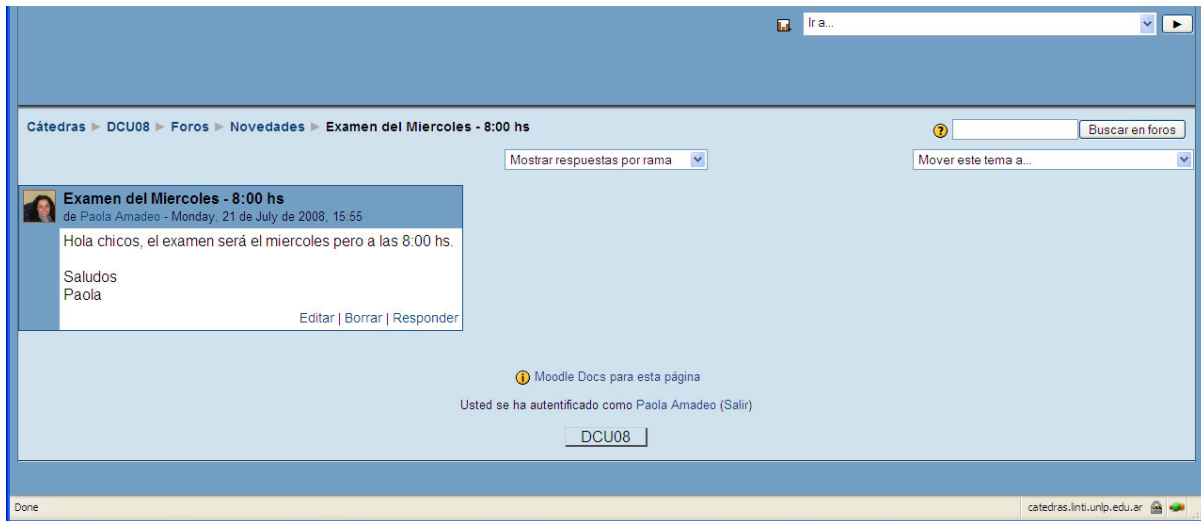 Ir a...
Cátedras ► DCU08 ► Foros ► Novedades ► Examen del Miercoles - 8:00 hs
Buscar en foros
Mostrar respuestas por rama
Mover este tema a...
Examen del Miercoles - 8:00 hs
de Paola Amadeo - Monday, 21 de July de 2008, 15:55
Hola chicos, el examen será el miercoles pero a las 8:00 hs.
Saludos
Paola
Editar | Borrar | Responder
Moodle Docs para esta página
Usted se ha autentificado como Paola Amadeo (Salir)
DCU08
Done
catedras.linti.unlp.edu.ar